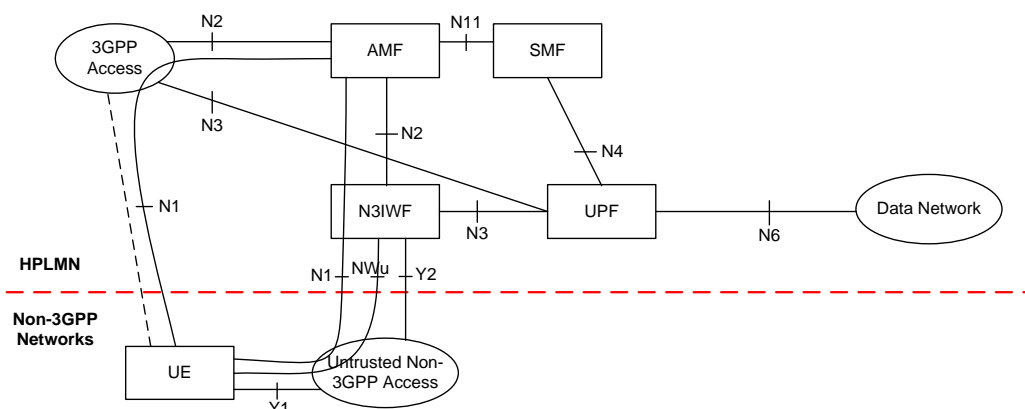 N2
N11
3GPP
Access
AMF
SMF
N3
N2
N4
N1
N3IWF
UPF
Data Network
N3
N6
HPLMN
N1
NWu
Y2
Non-3GPP
Networks
UE
Untrusted Non-
3GPP Access
Y1